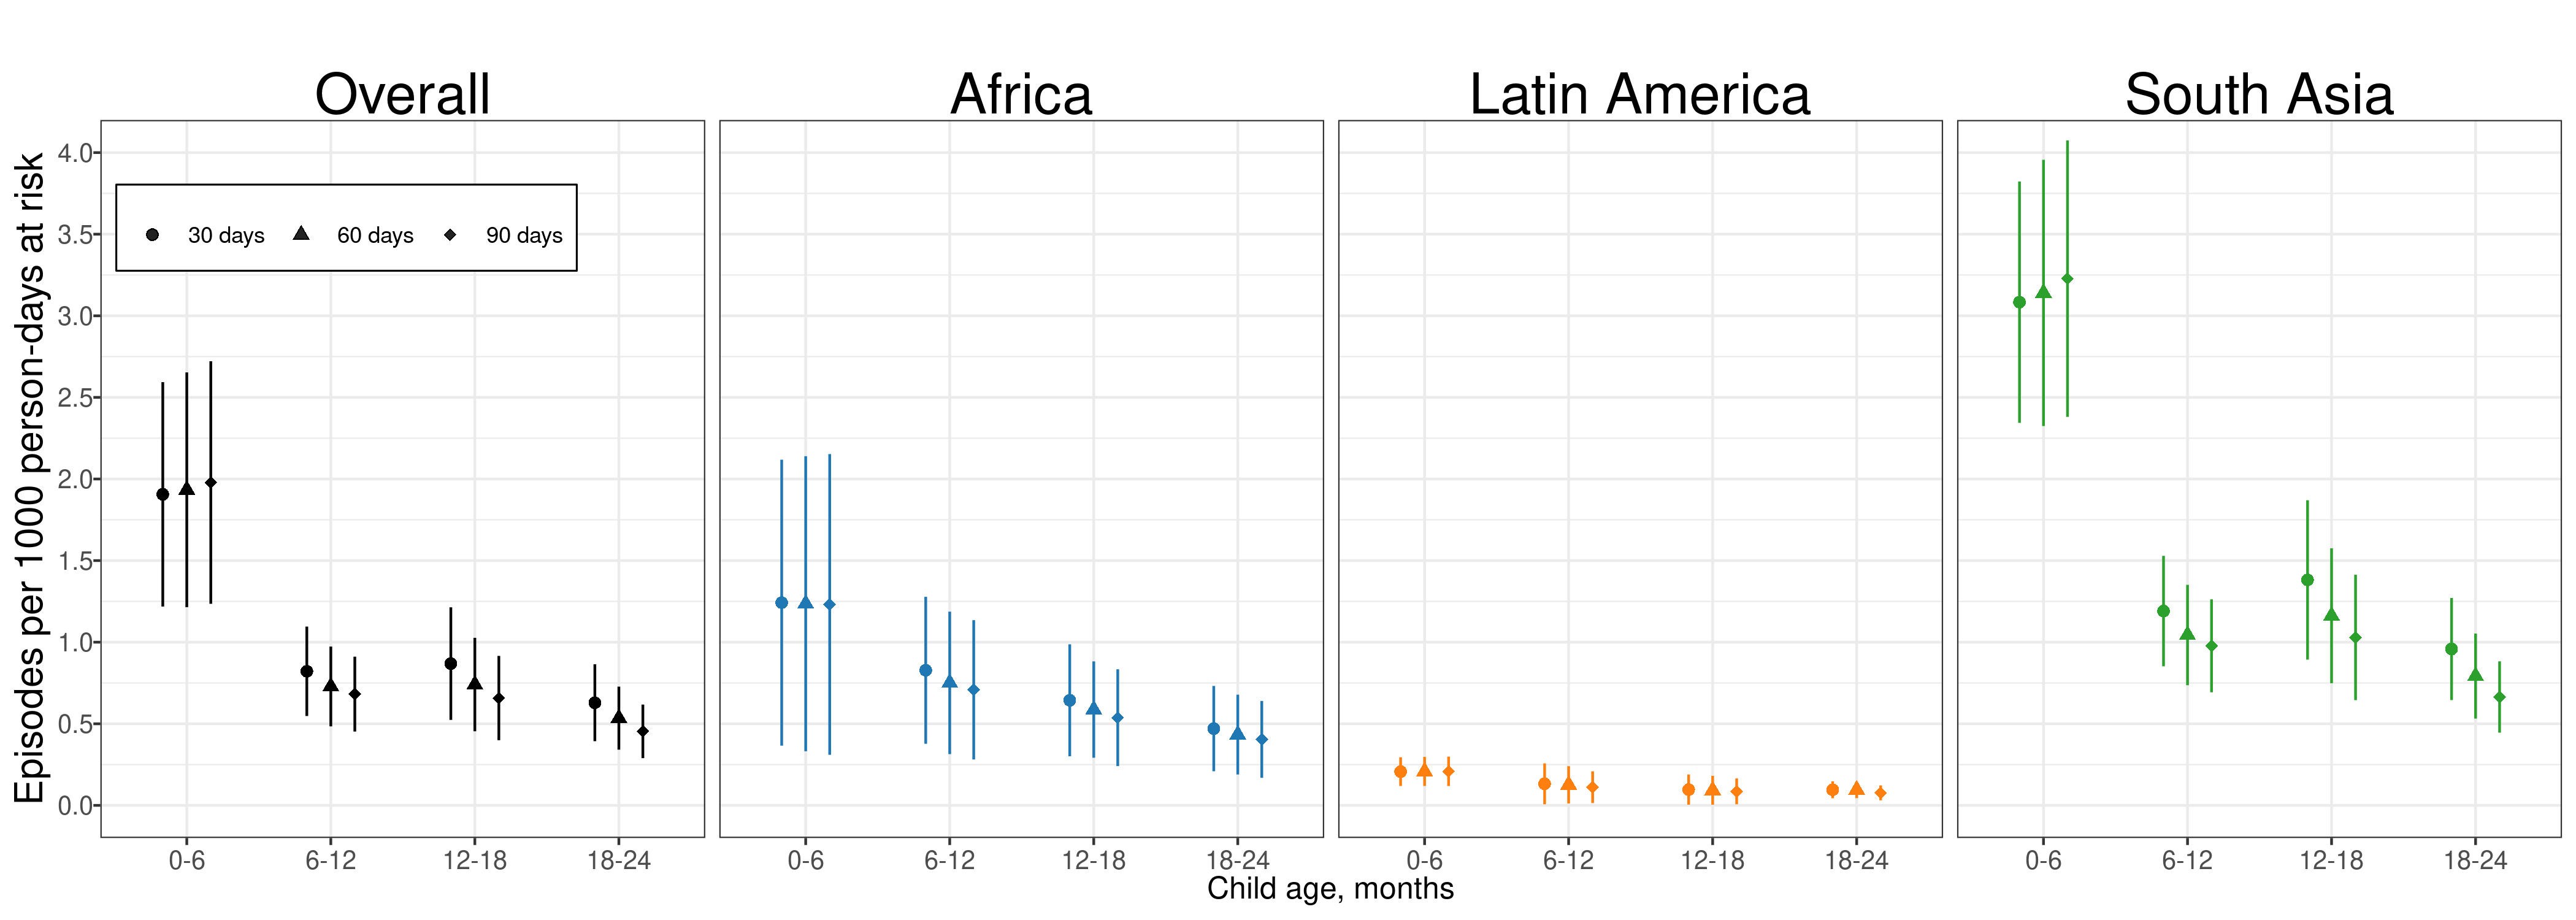 Overall Africa Latin America South Asia
Episodes per 1000 person-days at risk
4.0
3.5
3.0
2.5
2.0
1.5
1.0
0.5
0.0
30 days 60 days 90 days
0-6 6-12 12-18 18-24 0-6 6-12 12-18 18-24 0-6 6-12 12-18 18-24 0-6 6-12 12-18 18-24
Child age, months